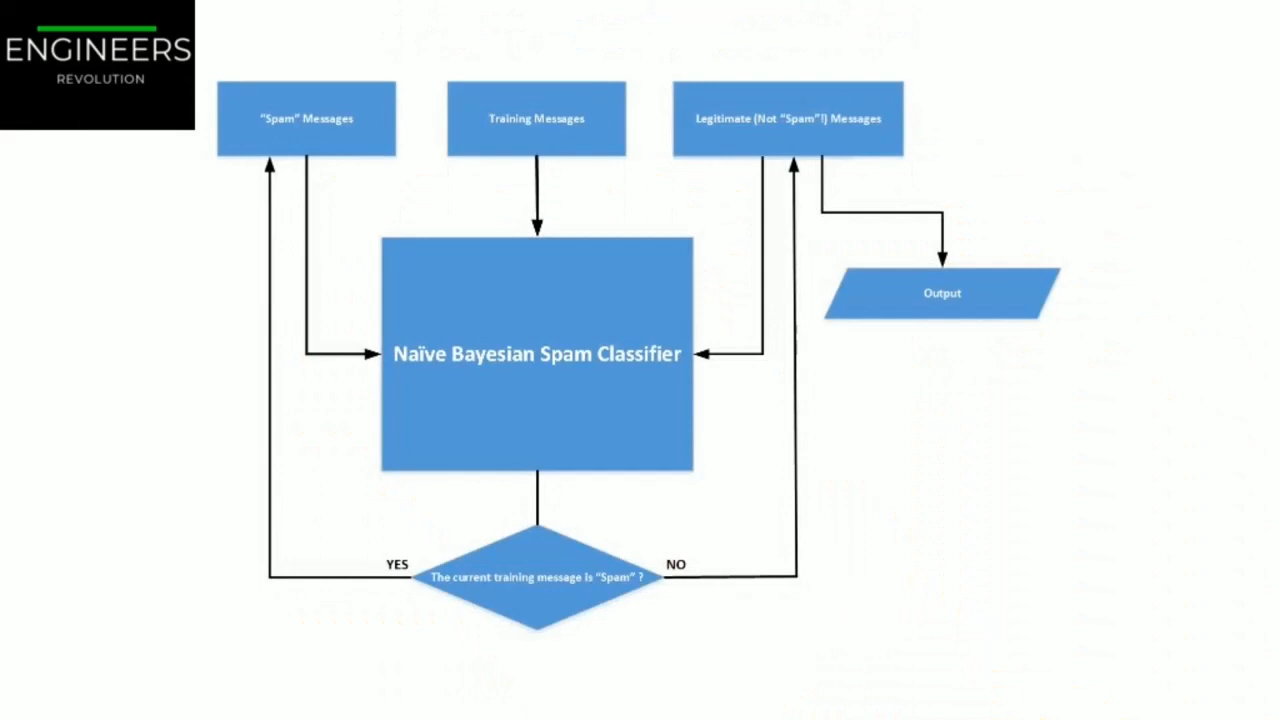 ENGINEERS
REVOLUTION
“Spam” Messages
Training Messages
Legitimate (Not “Spam”!) Messages
Output
Naïve Bayesian Spam Classifier
YES
The current training message is “Spam” ?
NO